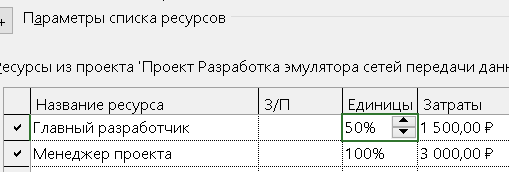 Параметры списка ресурсов
Ресурсы из проекта 'Проект Разработка эмулятора сетей передачи данн
Название ресурса З/П Единицы Затраты
Главный разработчик 50% 1 500,00 ₽
Менеджер проекта 100% 3 000,00 ₽